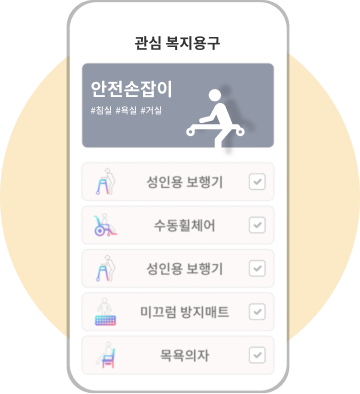 관심 복지용구
안전손잡이
#침실 #욕실 #거실
성인용 보행기
수동휠체어
성인용 보행기
미끄럼 방지매트
목욕의자